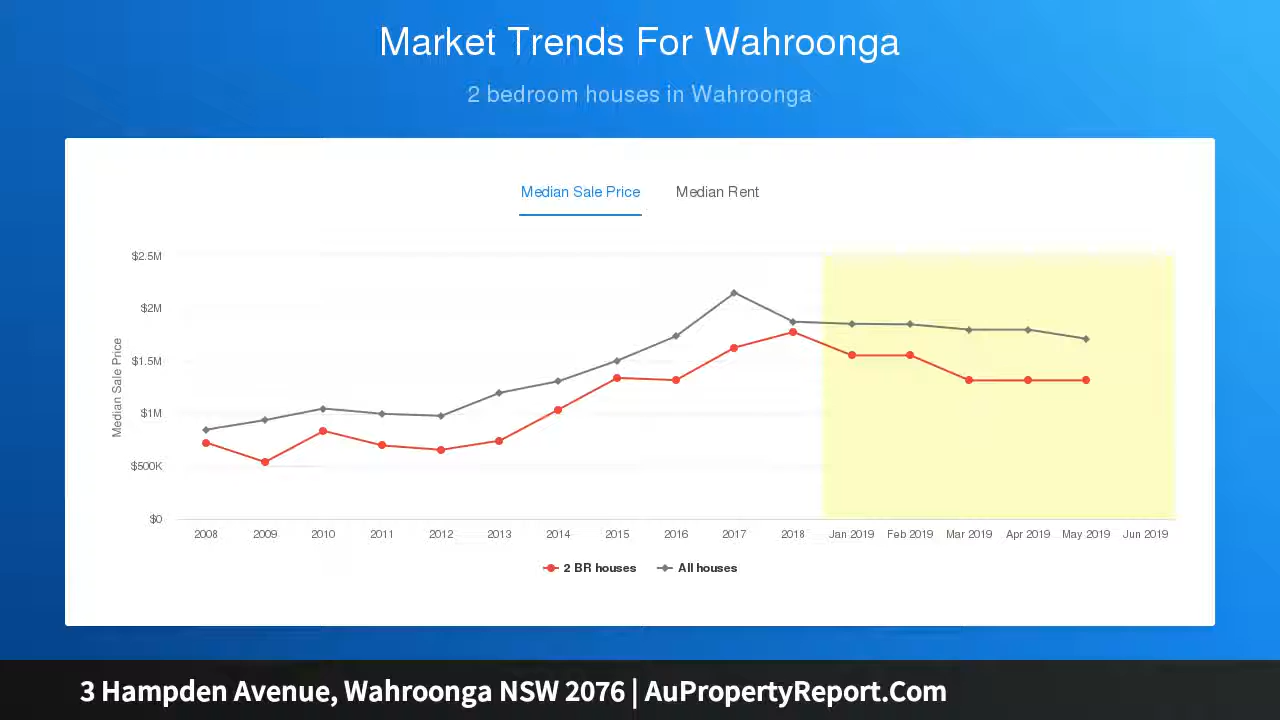 Market Trends For Wahroonga
2 bedroom houses in Wahroonga
Median Sale Price Median Rent
$2.5M
$2M
$1.5M
$1M
$500K
$0
Median Sale Price
2008 2009 2010 2011 2012 2013 2014 2015 2016 2017 2018 Jan 2019 Feb 2019 Mar 2019 Apr 2019 May 2019 Jun 2019
2 BR houses All houses
3 Hampden Avenue, Wahroonga NSW 2076 | AuPropertyReport.Com